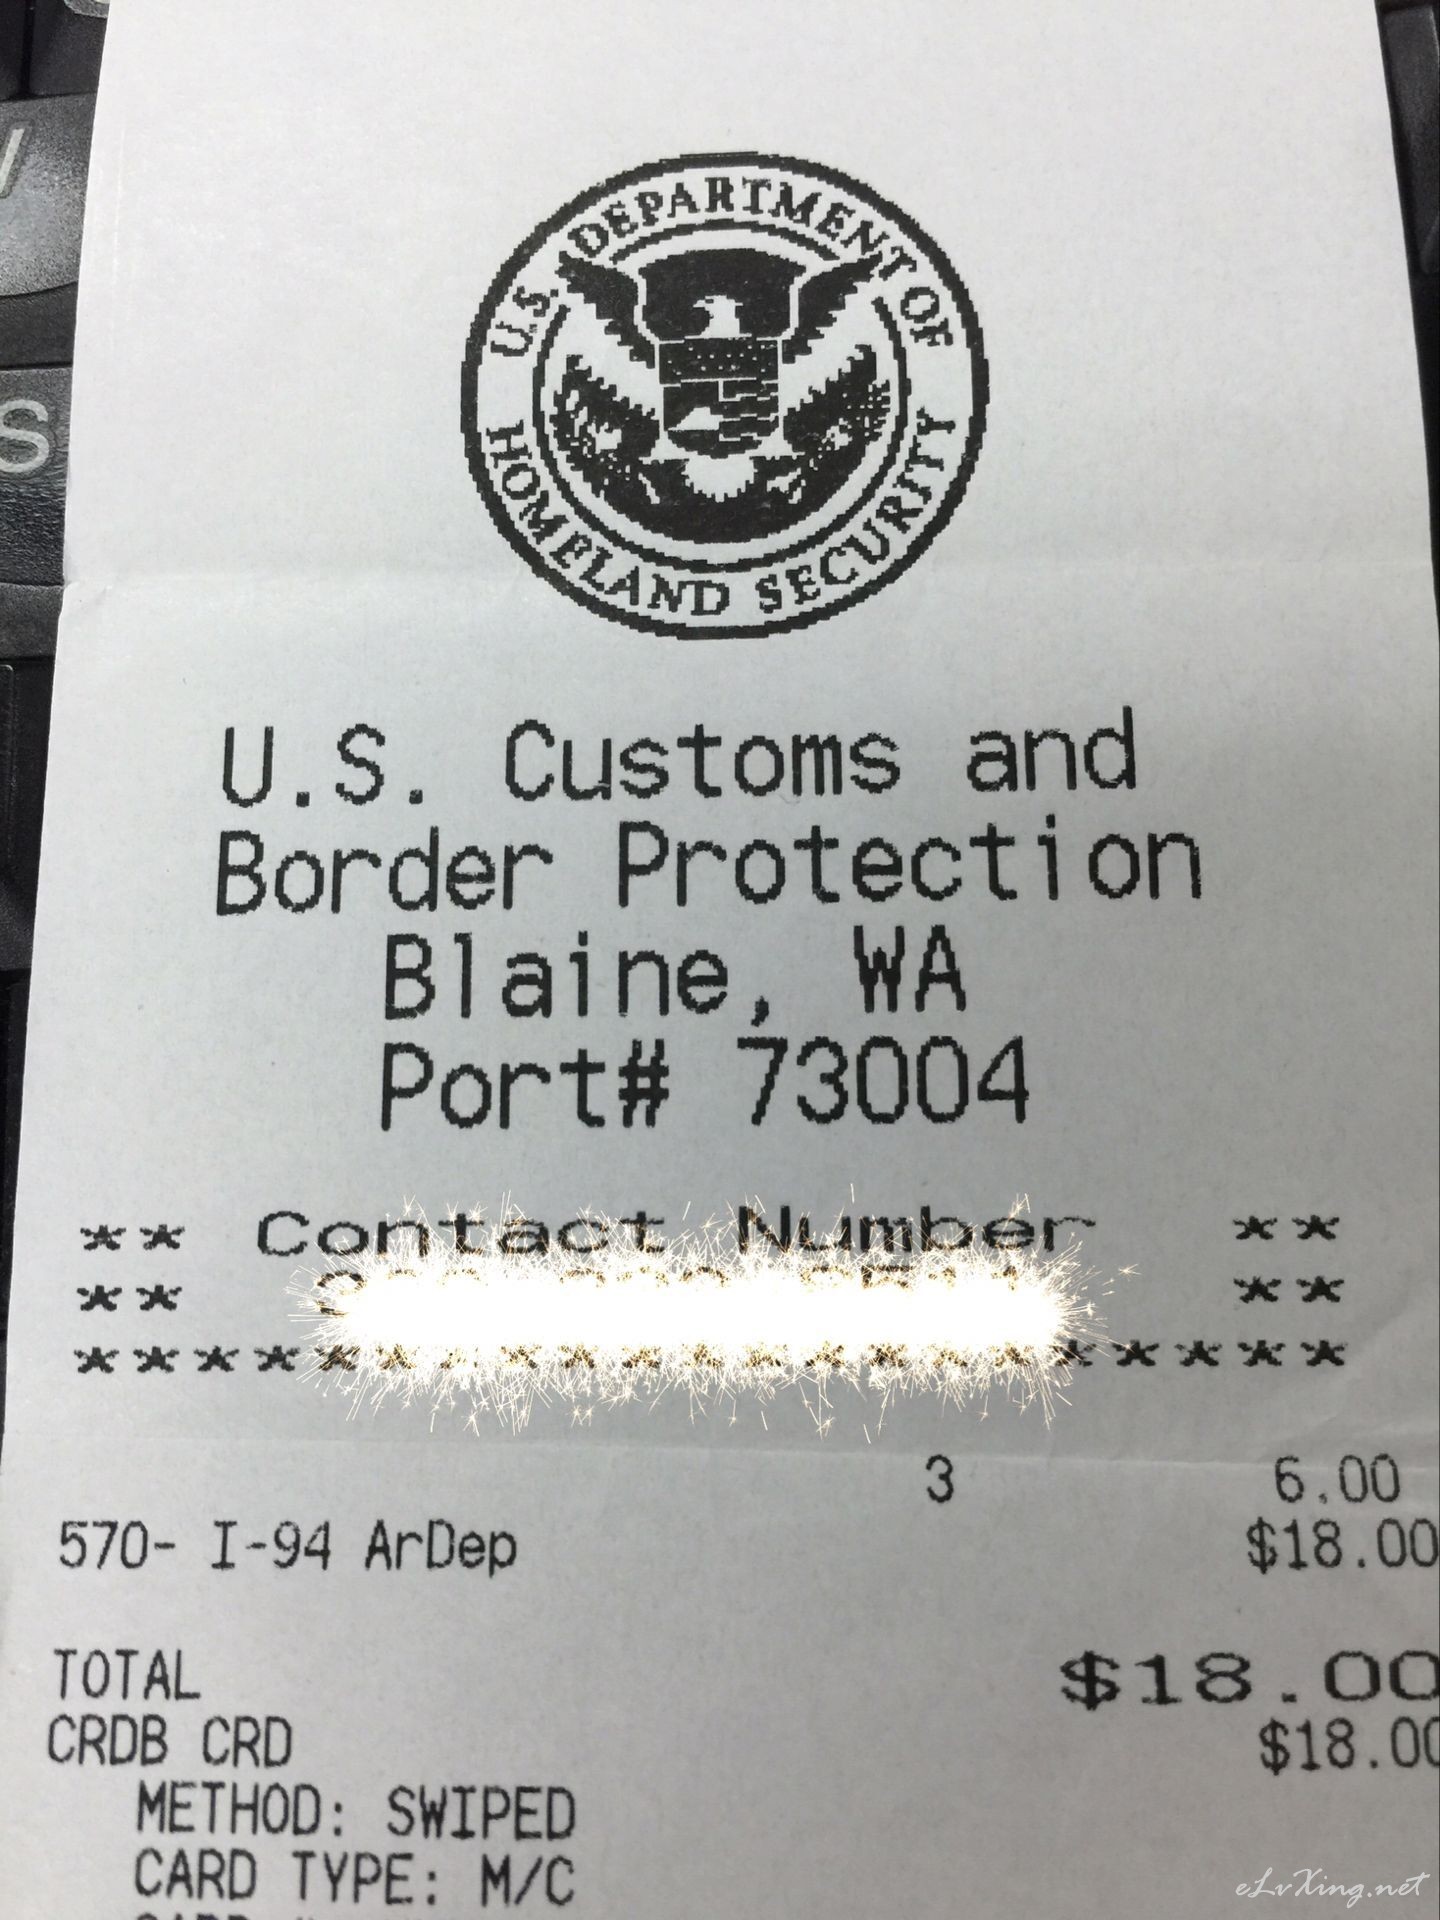 U.S. DEPARTMENT OF
HOMELAND SECURITY
U.S. Customs and
Border Protection
Blaine, WA
Port# 73004
** Contact Number **
** **
*********************
3 6.00
570- I-94 ArDep $18.00
TOTAL $18.00
CRDB CRD $18.00
METHOD: SWIPED
CARD TYPE: M/C
S
eLvXing.net